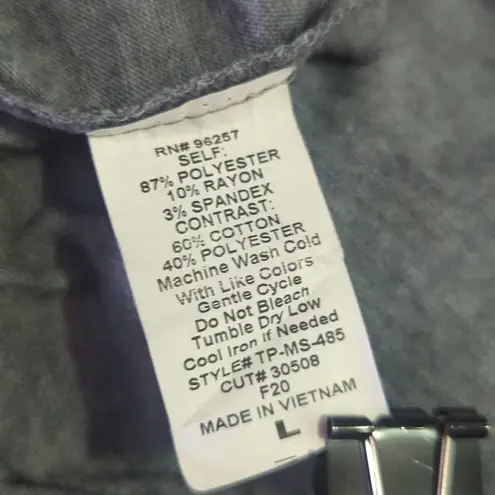 RN# 96257
SELF:
87% POLYESTER
10% RAYON
3% SPANDEX
CONTRAST:
60% COTTON
40% POLYESTER
Machine Wash Cold
With Like Colors
Gentle Cycle
Do Not Bleach
Tumble Dry Low
Cool Iron if Needed
STYLE# TP-MS-485
CUT# 30508
F20
MADE IN VIETNAM
L